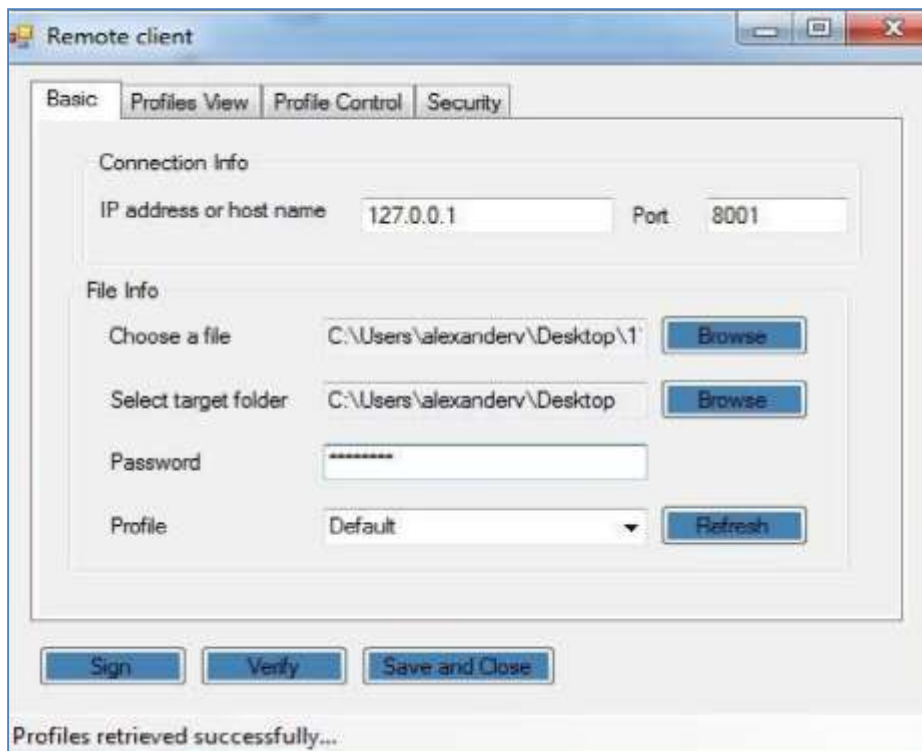 Remote client
Basic Profiles View Profile Control Security
Connection Info
IP address or host name 127.0.0.1 Port 8001
File Info
Choose a file C:\Users\alexanderv\Desktop\1 Browse
Select target folder C:\Users\alexanderv\Desktop Browse
Password ********
Profile Default Refresh
Sign Verify Save and Close
Profiles retrieved successfully...